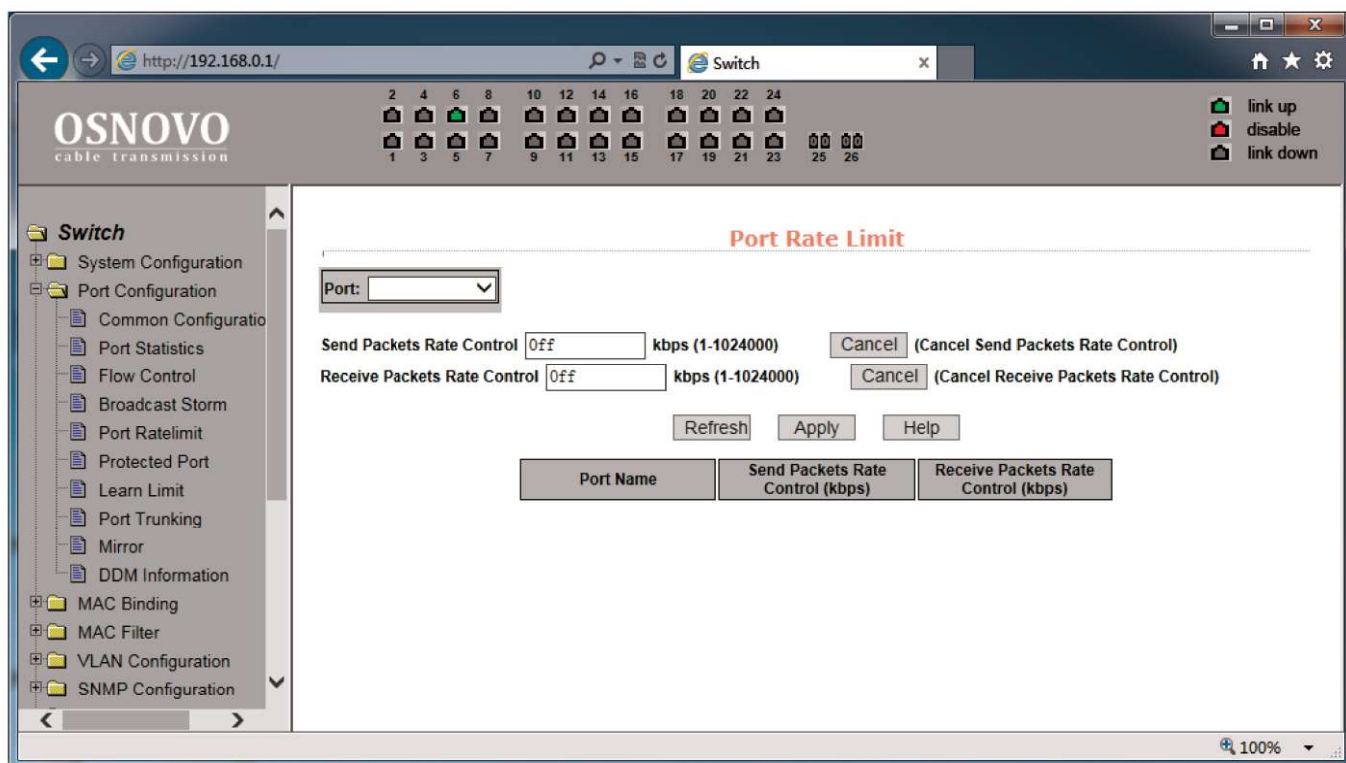 http://192.168.0.1/
Switch
OSNOVO
cable transmission
2 4 6 8 10 12 14 16 18 20 22 24
1 3 5 7 9 11 13 15 17 19 21 23 25 26
link up
disable
link down
Switch
System Configuration
Port Configuration
Common Configuratio
Port Statistics
Flow Control
Broadcast Storm
Port Ratelimit
Protected Port
Learn Limit
Port Trunking
Mirror
DDM Information
MAC Binding
MAC Filter
VLAN Configuration
SNMP Configuration
Port Rate Limit
Port:
Send Packets Rate Control Off kbps (1-1024000) Cancel (Cancel Send Packets Rate Control)
Receive Packets Rate Control Off kbps (1-1024000) Cancel (Cancel Receive Packets Rate Control)
Refresh Apply Help
Port Name
Send Packets Rate
Control (kbps)
Receive Packets Rate
Control (kbps)
100%